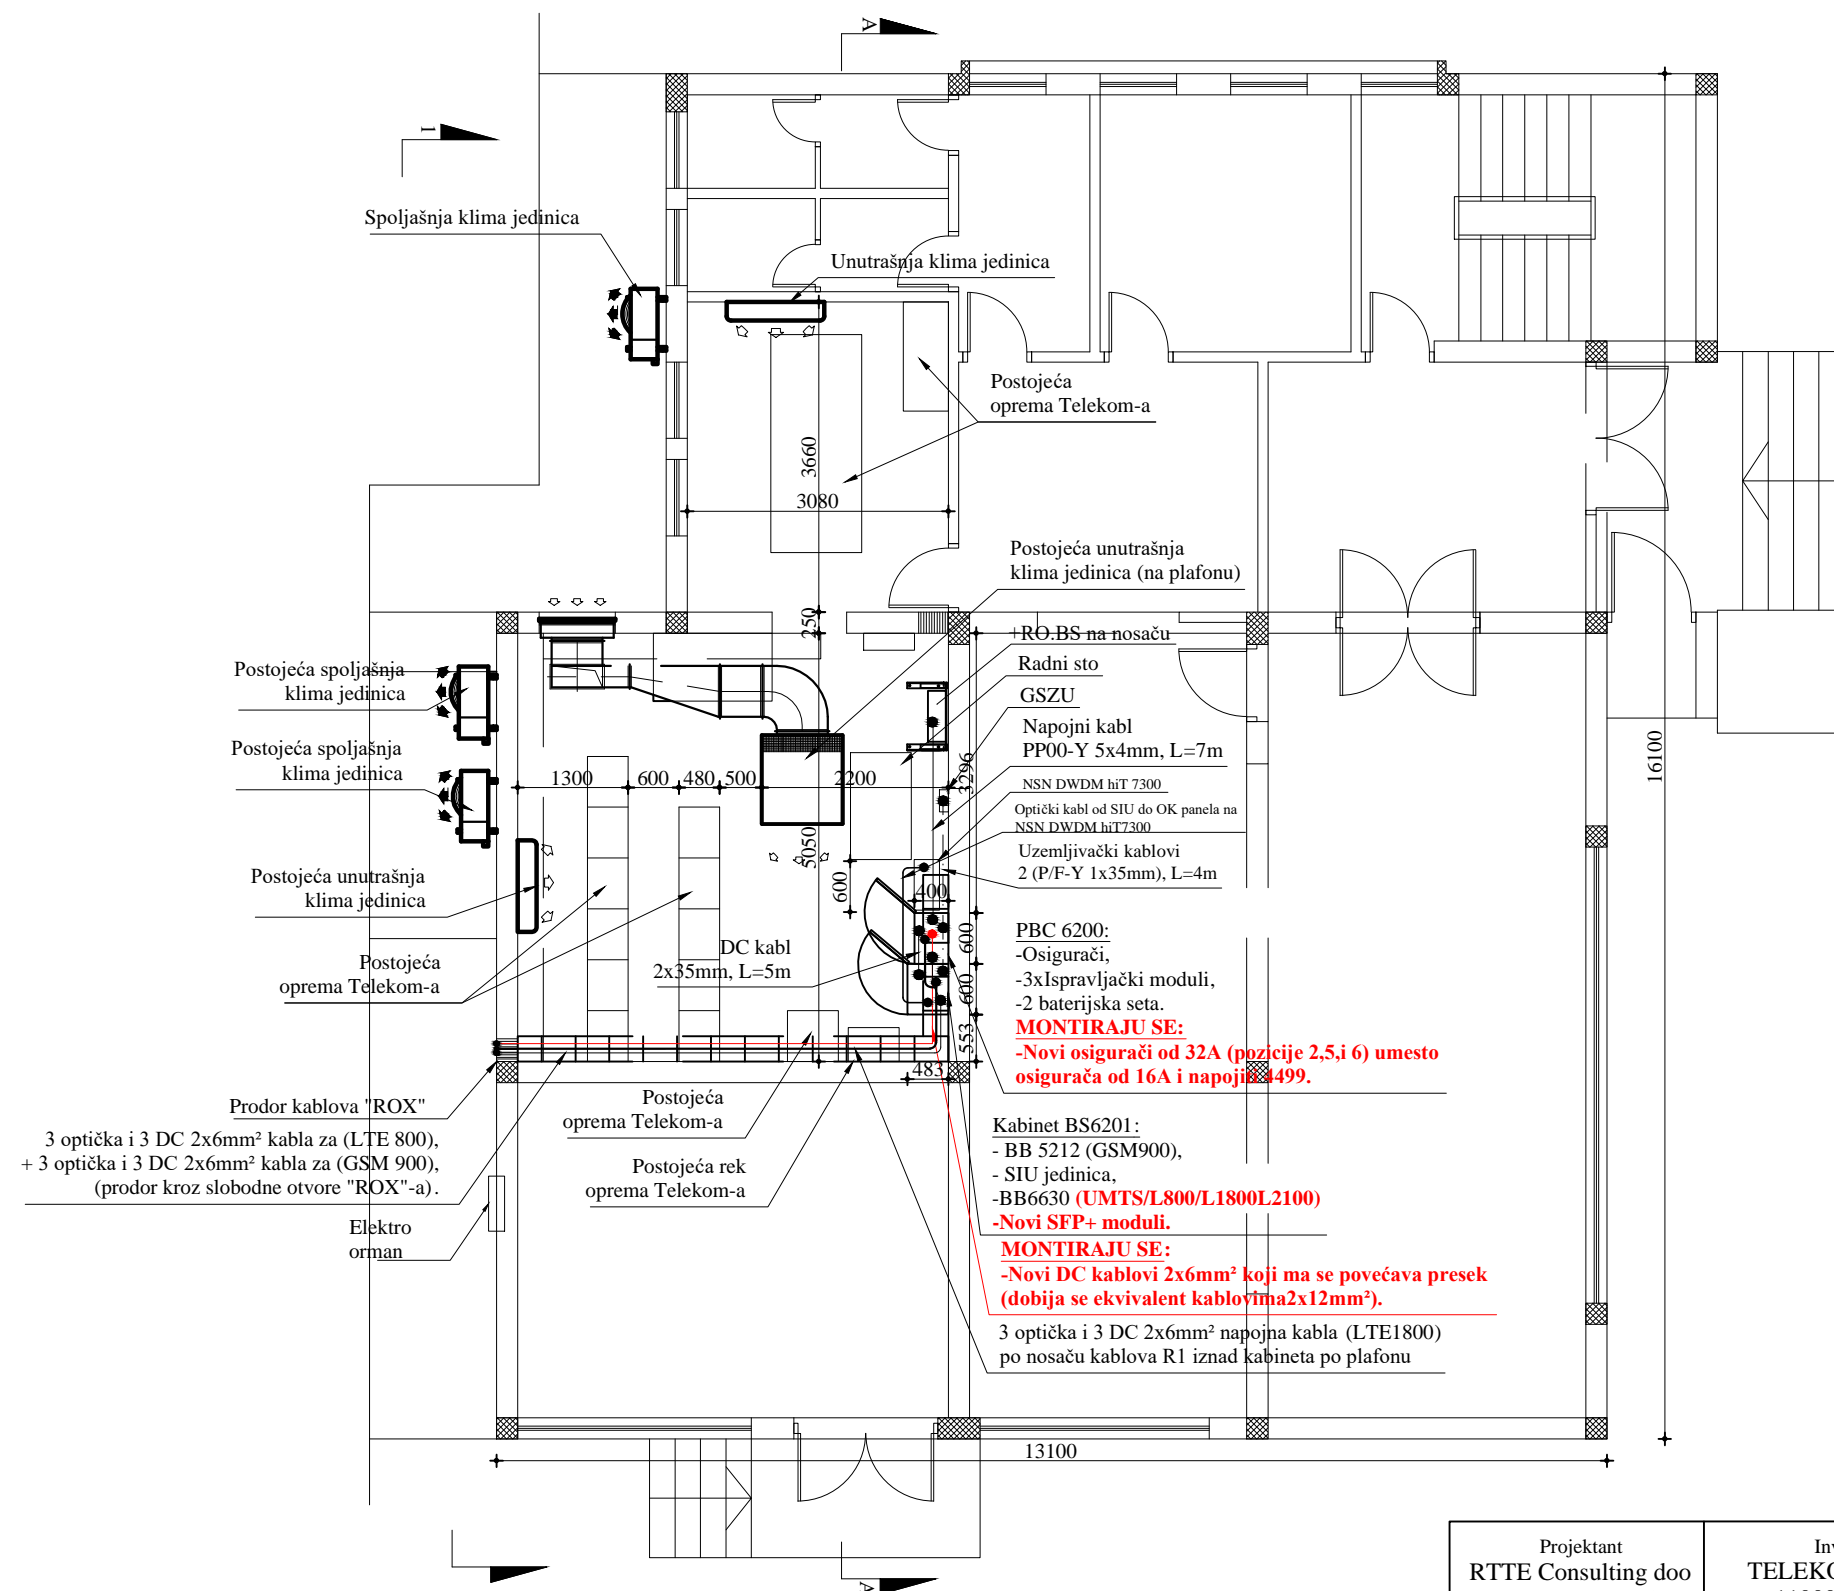 A
1
Spoljašnja klima jedinica
Unutrašnja klima jedinica
Postojeća
oprema Telekom-a
3660
3080
Postojeća unutrašnja
klima jedinica (na plafonu)
250
+RO.BS na nosaču
Radni sto
GSZU
Napojni kabl
PP00-Y 5x4mm, L=7m
NSN DWDM hiT 7300
Optički kabl od SIU do OK panela na
NSN DWDM hiT7300
Uzemljivački kablovi
2 (P/F-Y 1x35mm), L=4m
Postojeća spoljašnja
klima jedinica
Postojeća spoljašnja
klima jedinica
1300
600
480
500
2200
3296
16100
5050
600
400
Postojeća unutrašnja
klima jedinica
Postojeća
oprema Telekom-a
DC kabl
2x35mm, L=5m
600
600
553
483
PBC 6200:
-Osigurači,
-3xIspravljački moduli,
-2 baterijska seta.
MONTIRAJU SE:
-Novi osigurači od 32A (pozicije 2,5,i 6) umesto
osigurača od 16A i napojiti 4499.
Prodor kablova "ROX"
3 optička i 3 DC 2x6mm² kabla za (LTE 800),
+ 3 optička i 3 DC 2x6mm² kabla za (GSM 900),
(prodor kroz slobodne otvore "ROX"-a).
Elektro
orman
Postojeća
oprema Telekom-a
Postojeća rek
oprema Telekom-a
Kabinet BS6201:
- BB 5212 (GSM900),
- SIU jedinica,
-BB6630 (UMTS/L800/L1800L2100)
-Novi SFP+ moduli.
MONTIRAJU SE:
-Novi DC kablovi 2x6mm² koji ma se povećava presek
(dobija se ekvivalent kablovima2x12mm²).
3 optička i 3 DC 2x6mm² napojna kabla (LTE1800)
po nosaču kablova R1 iznad kabineta po plafonu
13100
A
Projektant
RTTE Consulting doo